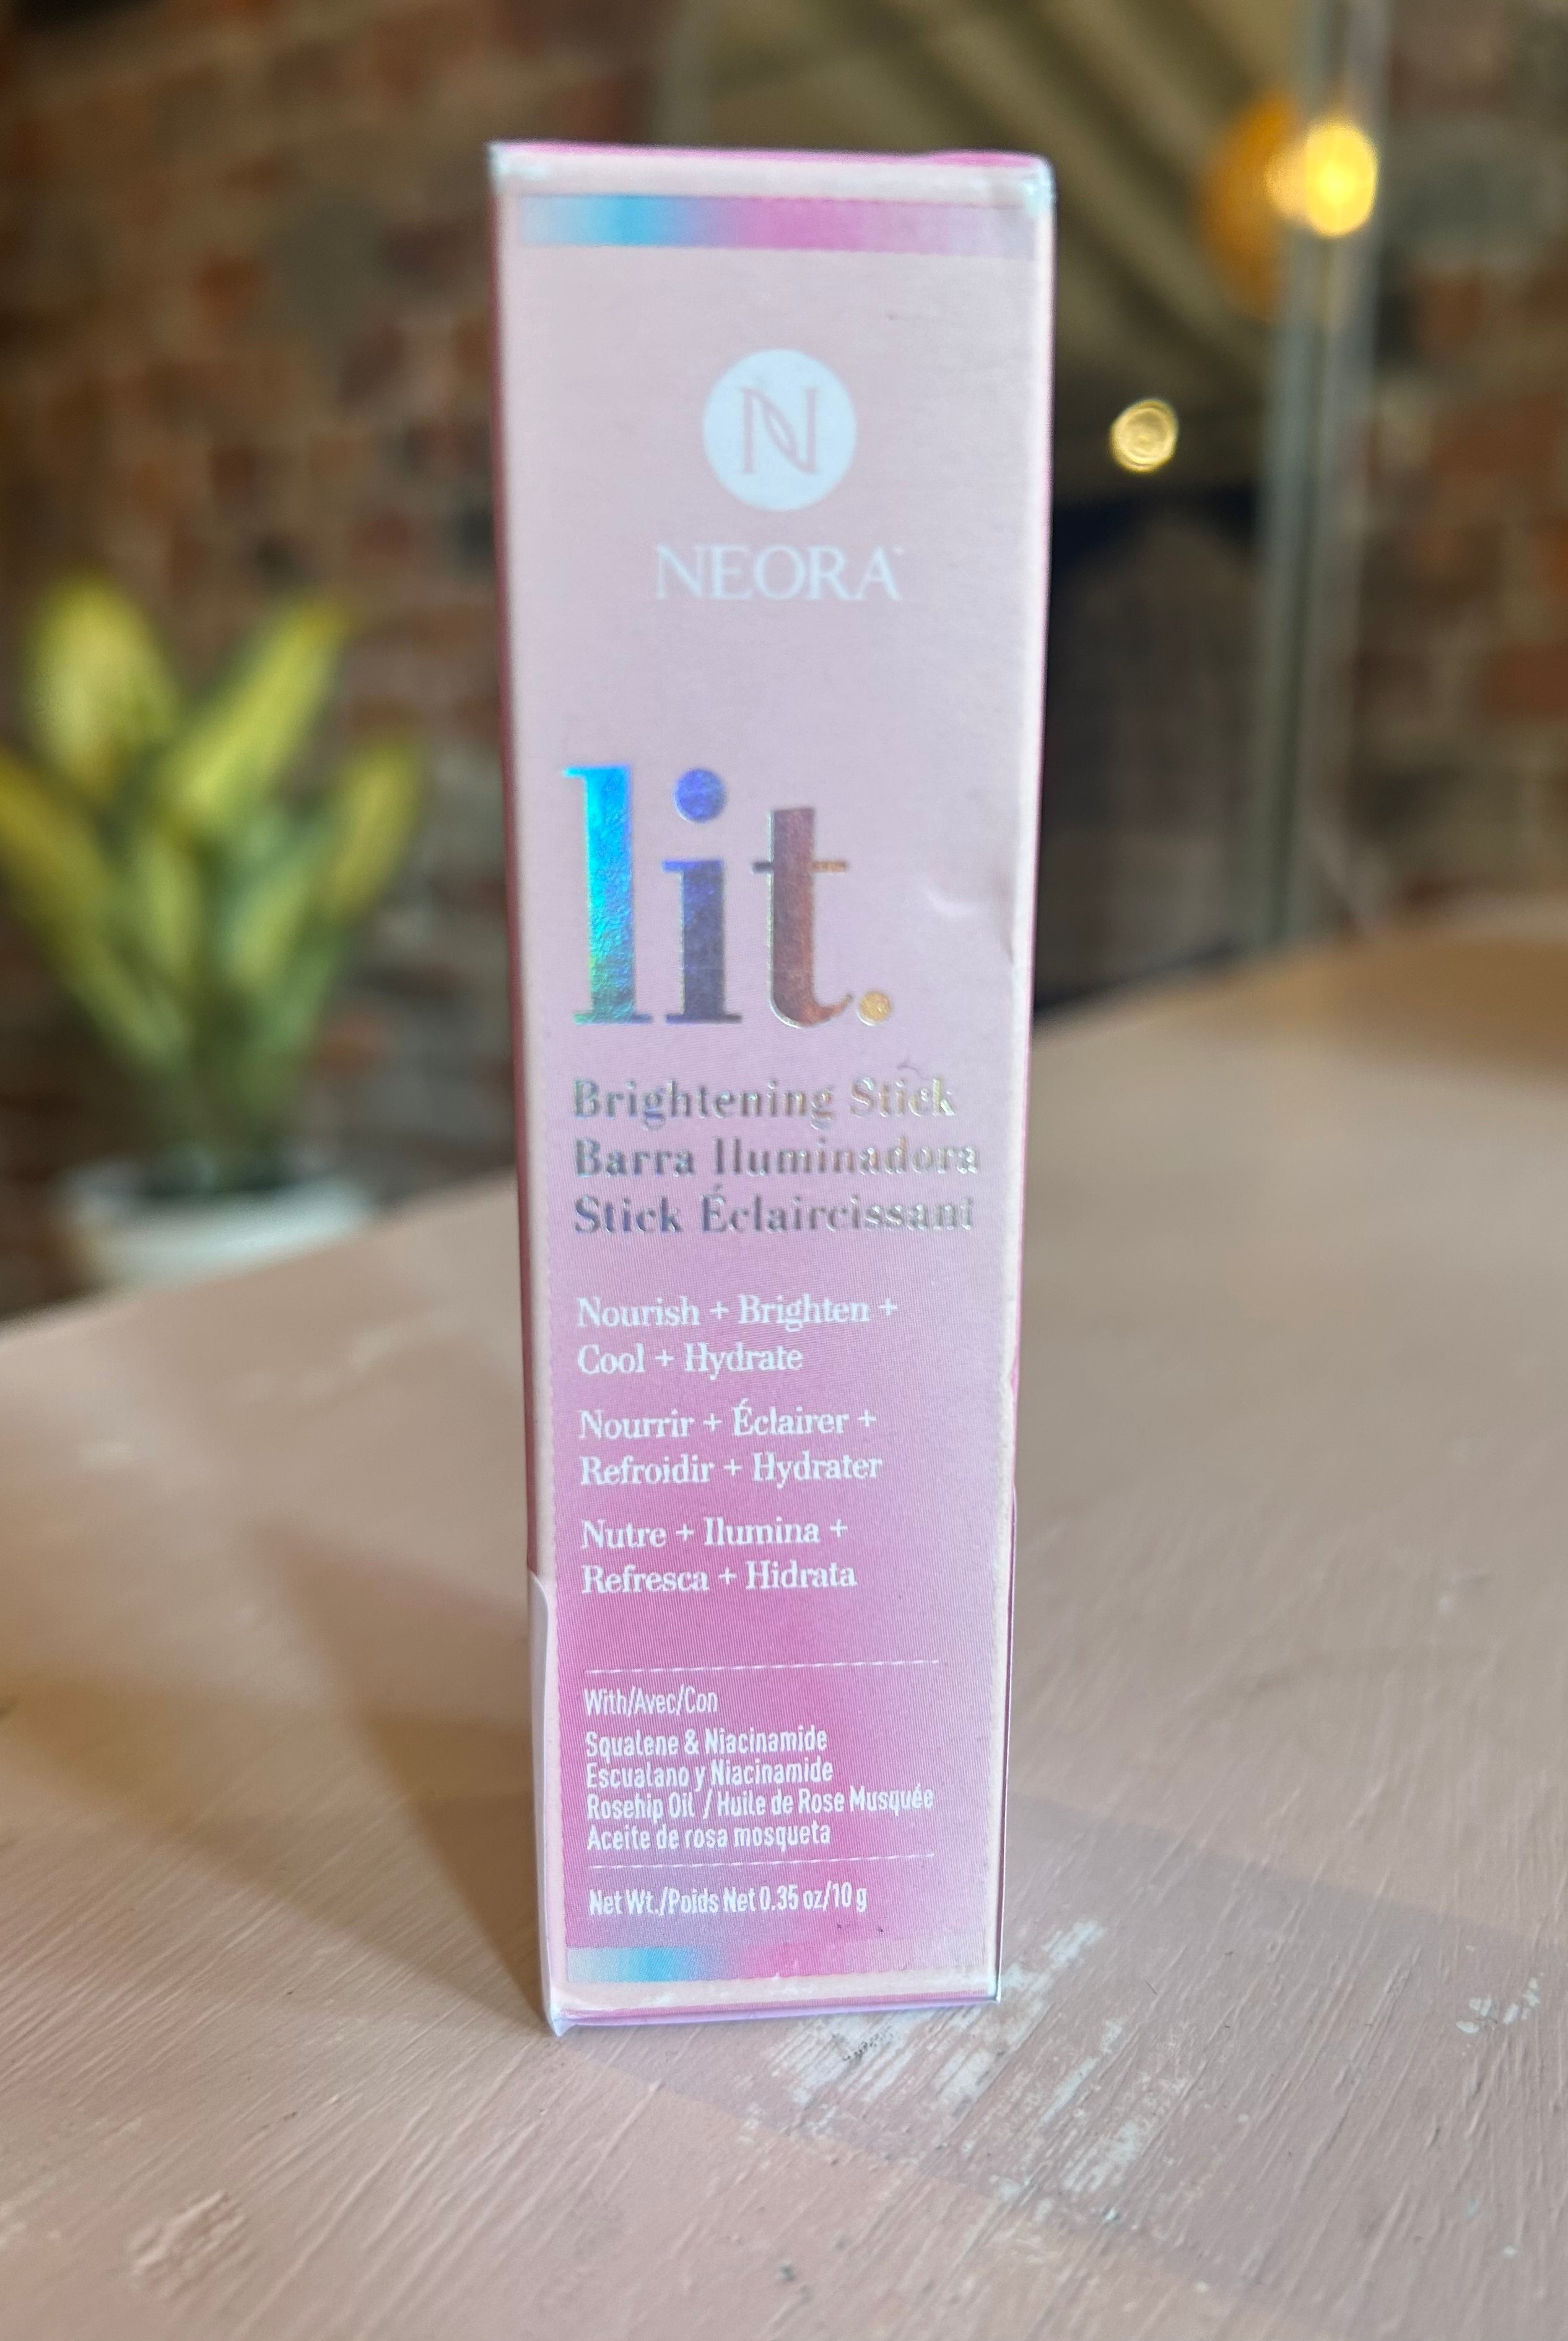 N
NEORA™
lit.
Brightening Stick
Barra Iluminadora
Stick Éclaircissant
Nourish + Brighten +
Cool + Hydrate
Nourrir + Éclairer +
Refroidir + Hydrater
Nutre + Ilumina +
Refresca + Hidrata
With/Avec/Con
Squalene & Niacinamide
Escualano y Niacinamide
Rosehip Oil / Huile de Rose Musquée
Aceite de rosa mosqueta
Net Wt./Poids Net 0.35 oz/10 g